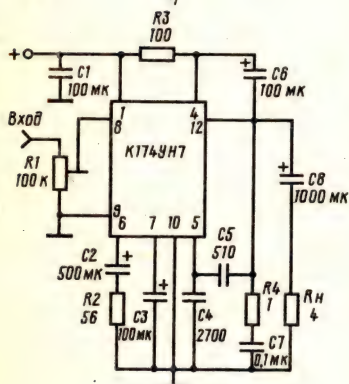 R3
100
+
C1
100 мк
C6
100 мк
Вход
1
8
4
12
К174УН7
R1
100 к
C8
1000 мк
9
6
7
10
5
C2
500 мк
C5
510
R2
56
C3
100 мк
C4
2700
R4
1
Rн
4
C7
0,1 мк